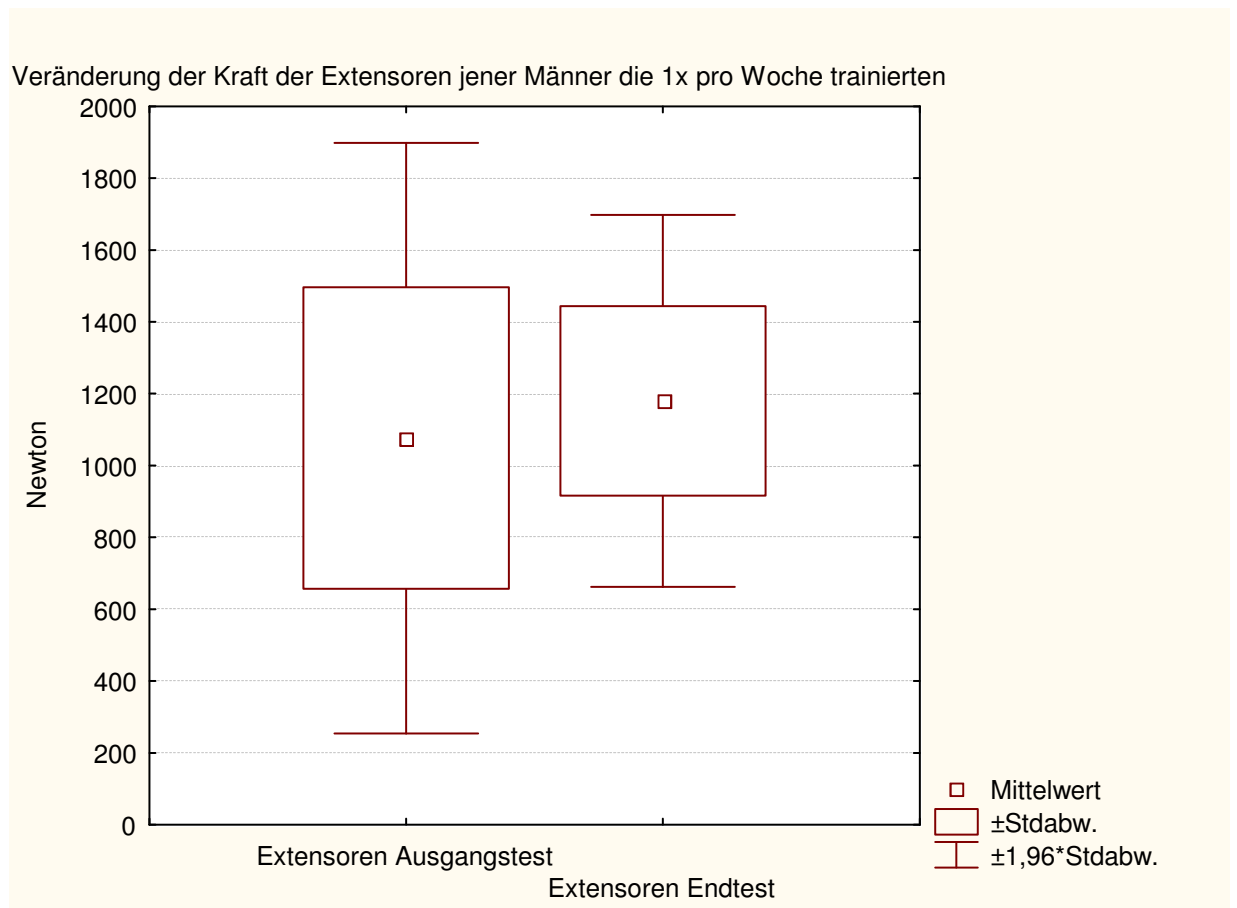 Veränderung der Kraft der Extensoren jener Männer die 1x pro Woche trainierten
2000
1800
1600
1400
1200
1000
800
600
400
200
0
Newton
Extensoren Ausgangstest
Extensoren Endtest
Mittelwert
±Stdabw.
±1,96*Stdabw.